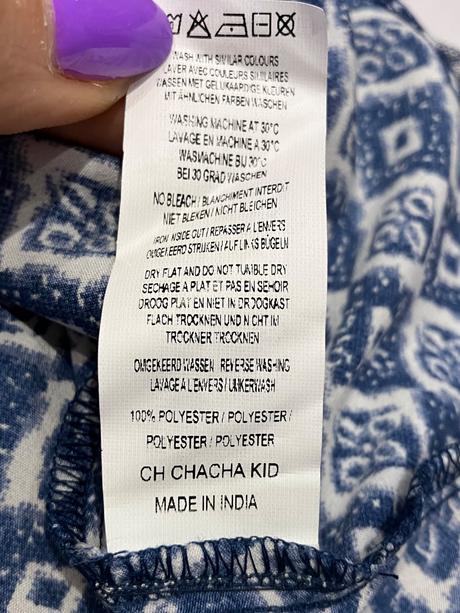 WASH WITH SIMILAR COLOURS
LAVER AVEC COULEURS SIMILAIRES
WASSEN MET GELIJKAARDIGE KLEUREN
MIT ÄHNLICHEN FARBEN WASCHEN
WASHING MACHINE AT 30°C
LAVAGE EN MACHINE A 30°C
WASMACHINE BIJ 30°C
BEI 30 GRAD WASCHEN
NO BLEACH / BLANCHIMENT INTERDIT
NIET BLEKEN / NICHT BLEICHEN
IRON INSIDE OUT / REPASSER A L'ENVERS
OMGEKEERD STRIJKEN / AUF LINKS BÜGELN
DRY FLAT AND DO NOT TUMBLE DRY
SECHAGE A PLAT ET PAS EN SEHOIR
DROOG PLAT EN NIET IN DROOGKAST
FLACH TROCKNEN UND NICHT IM
TROCKNER TROCKNEN
OMGEKEERD WASSEN REVERSE WASHING
LAVAGE A L'ENVERS / UNKERWASH
100% POLYESTER / POLYESTER /
POLYESTER / POLYESTER
CH CHACHA KID
MADE IN INDIA